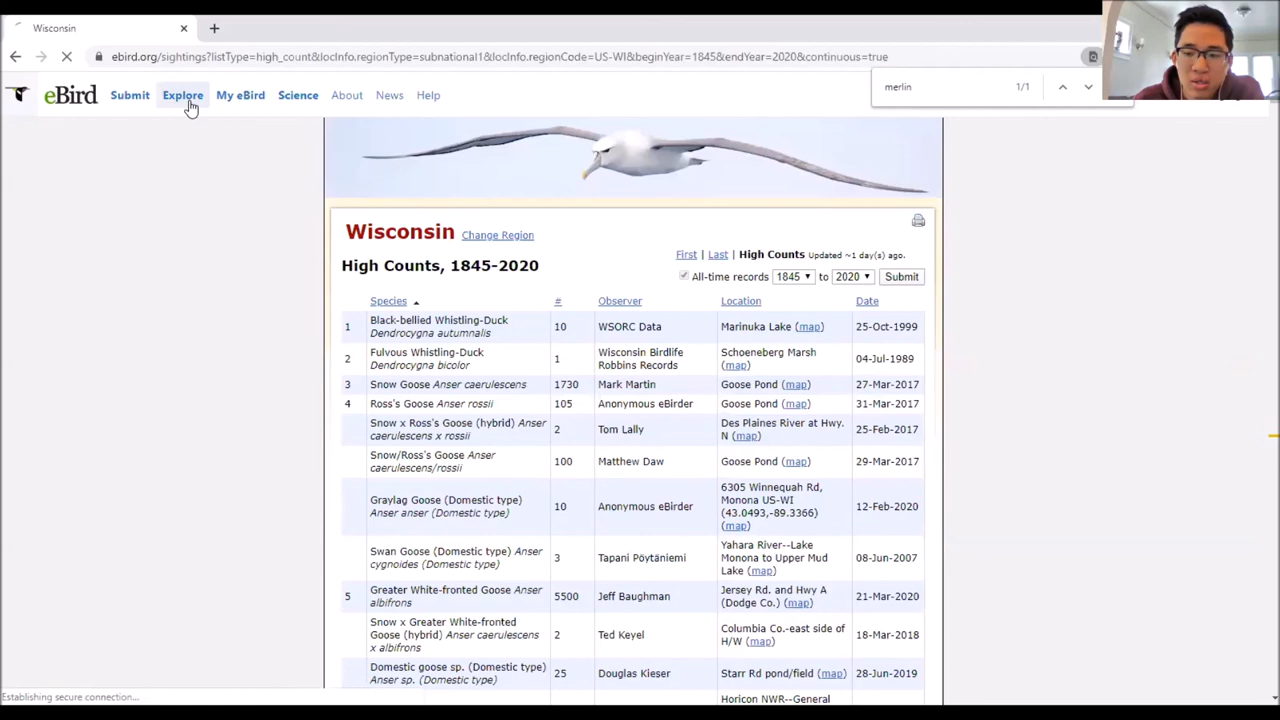 Wisconsin
ebird.org/sightings?listType=high_count&locInfo.regionType=subnational1&locInfo.regionCode=US-WI&beginYear=1845&endYear=2020&continuous=true
merlin 1/1
eBird Submit Explore My eBird Science About News Help
Wisconsin Change Region
First | Last | High Counts Updated ~1 day(s) ago.
High Counts, 1845-2020
All-time records 1845 to 2020 Submit
Species # Observer Location Date
1 Black-bellied Whistling-Duck Dendrocygna autumnalis 10 WSORC Data Marinuka Lake (map) 25-Oct-1999
2 Fulvous Whistling-Duck Dendrocygna bicolor 1 Wisconsin Birdlife Robbins Records Schoeneberg Marsh (map) 04-Jul-1989
3 Snow Goose Anser caerulescens 1730 Mark Martin Goose Pond (map) 27-Mar-2017
4 Ross's Goose Anser rossii 105 Anonymous eBirder Goose Pond (map) 31-Mar-2017
Snow x Ross's Goose (hybrid) Anser caerulescens x rossii 2 Tom Lally Des Plaines River at Hwy. N (map) 25-Feb-2017
Snow/Ross's Goose Anser caerulescens/rossii 100 Matthew Daw Goose Pond (map) 29-Mar-2017
Graylag Goose (Domestic type) Anser anser (Domestic type) 10 Anonymous eBirder 6305 Winnequah Rd, Monona US-WI (43.0493,-89.3366) (map) 12-Feb-2020
Swan Goose (Domestic type) Anser cygnoides (Domestic type) 3 Tapani Pöytäniemi Yahara River--Lake Monona to Upper Mud Lake (map) 08-Jun-2007
5 Greater White-fronted Goose Anser albifrons 5500 Jeff Baughman Jersey Rd. and Hwy A (Dodge Co.) (map) 21-Mar-2020
Snow x Greater White-fronted Goose (hybrid) Anser caerulescens x albifrons 2 Ted Keyel Columbia Co.-east side of H/W (map) 18-Mar-2018
Domestic goose sp. (Domestic type) Anser sp. (Domestic type) 25 Douglas Kieser Starr Rd pond/field (map) 28-Jun-2019
Horicon NWR--General
Establishing secure connection...